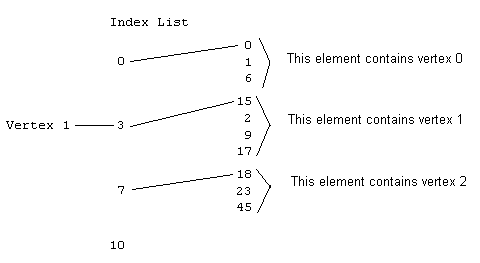 Index List
0
0
1
6
This element contains vertex 0
Vertex 1
3
15
2
9
17
This element contains vertex 1
7
18
23
45
This element contains vertex 2
10